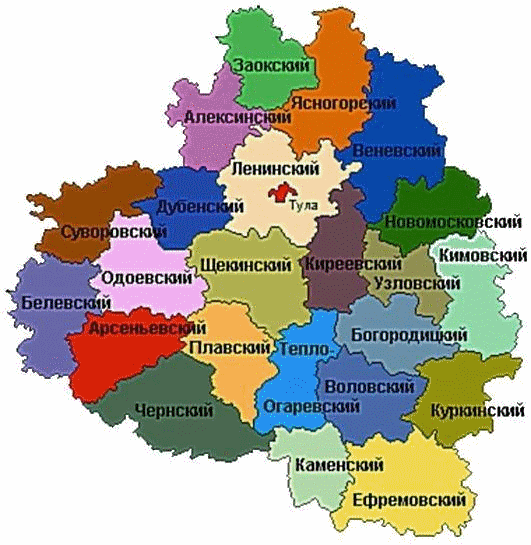 Заокский
Ясногорский
Алексинский
Веневский
Ленинский
Тула
Дубенский
Новомосковский
Суворовский
Кимовский
Щекинский
Киреевский
Одоевский
Узловский
Белевский
Арсеньевский
Богородицкий
Плавский
Тепло-
Огаревский
Воловский
Чернский
Куркинский
Каменский
Ефремовский